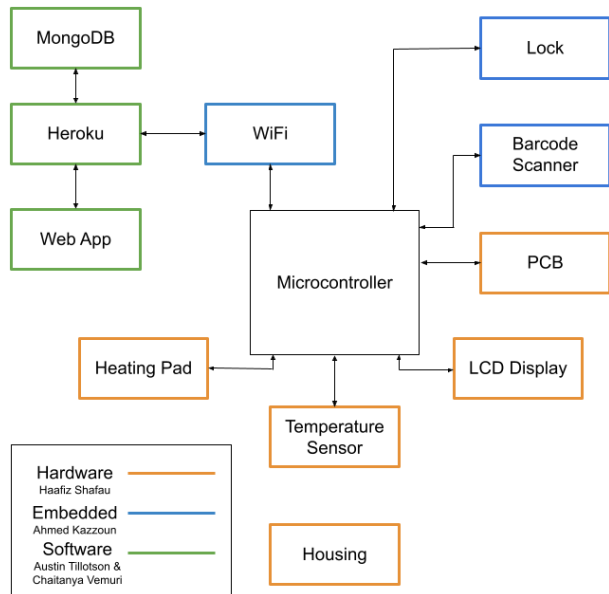 MongoDB
Lock
Heroku
WiFi
Barcode
Scanner
Web App
PCB
Microcontroller
Heating Pad
LCD Display
Temperature
Sensor
Hardware
Haafiz Shafau
Embedded
Ahmed Kazzoun
Software
Austin Tillotson &
Chaitanya Vemuri
Housing